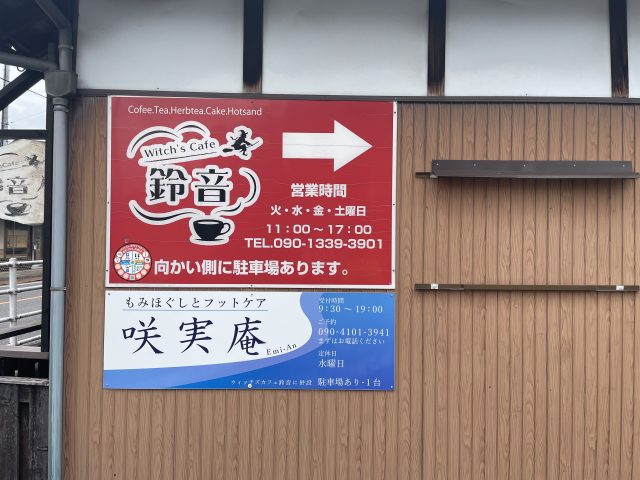 Cofee.Tea.Herbtea.Cake.Hotsand
Witch's Cafe
鈴音
営業時間
火・水・金・土曜日
11：00～17：00
TEL.090-1339-3901
向かい側に駐車場あります。
もみほぐしとフットケア
咲実庵
Emi-An
受付時間
9:30～19:00
ご予約
090-4101-3941
まずはお電話ください
定休日
水曜日
ウィッチズカフェ鈴音に併設
駐車場あり・1台
鈴音